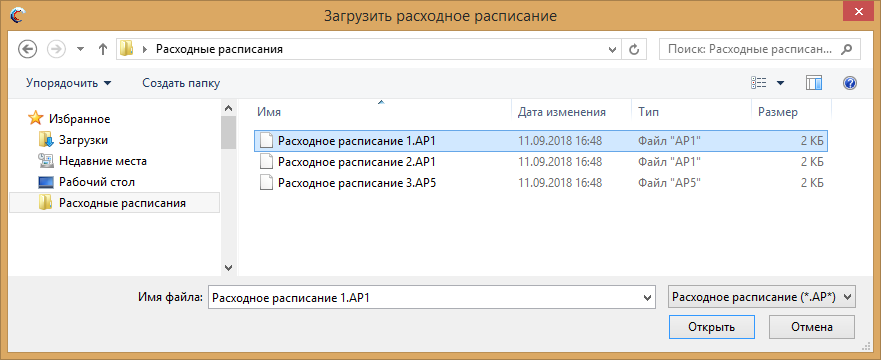 Загрузить расходное расписание
Расходные расписания
Поиск: Расходные расписан...
Упорядочить
Создать папку
Избранное
Загрузки
Недавние места
Рабочий стол
Расходные расписания
Имя Дата изменения Тип Размер
Расходное расписание 1.AP1 11.09.2018 16:48 Файл "AP1" 2 КБ
Расходное расписание 2.AP1 11.09.2018 16:48 Файл "AP1" 2 КБ
Расходное расписание 3.AP5 11.09.2018 16:48 Файл "AP5" 2 КБ
Имя файла: Расходное расписание 1.AP1 Расходное расписание (*.AP*)
Открыть Отмена